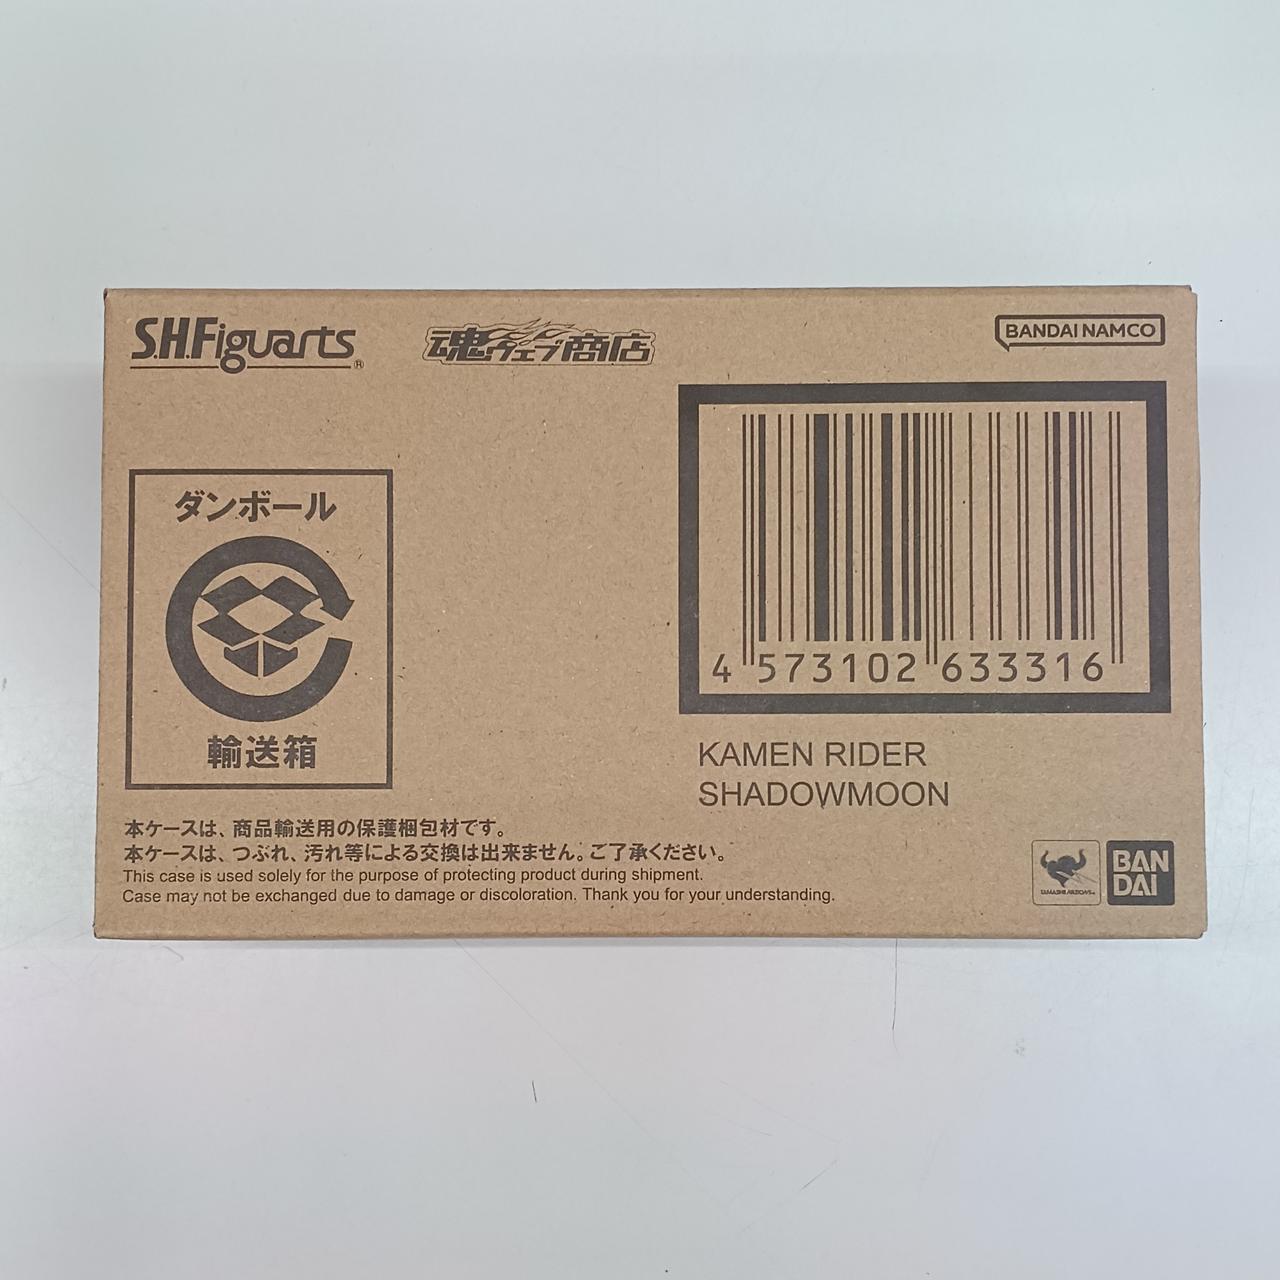 S.H.Figuarts®
魂ウェブ商店
BANDAI NAMCO
ダンボール
輸送箱
4 573102 633316
KAMEN RIDER
SHADOWMOON
本ケースは、商品輸送用の保護梱包材です。
本ケースは、つぶれ、汚れ等による交換は出来ません。ご了承ください。
This case is used solely for the purpose of protecting product during shipment.
Case may not be exchanged due to damage or discoloration. Thank you for your understanding.
TAMASHII NATIONS
BAN
DAI